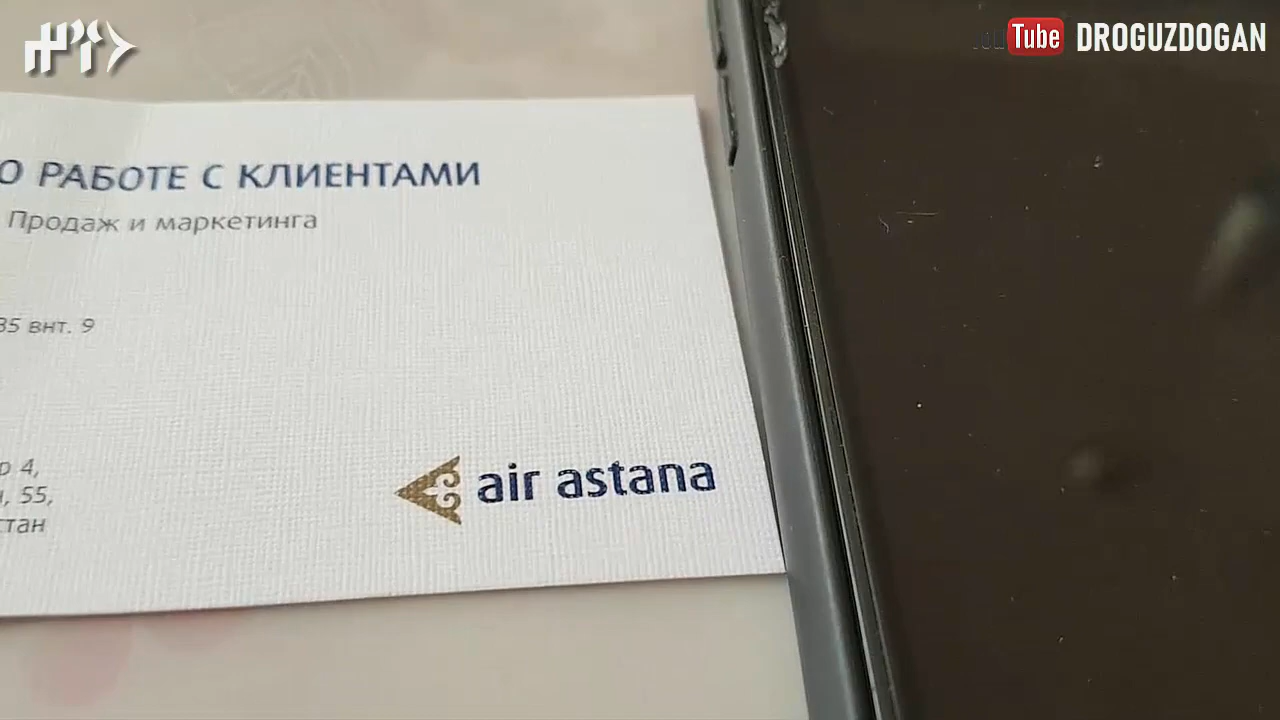 Tube DROGUZDOGAN
О РАБОТЕ С КЛИЕНТАМИ
Продаж и маркетинга
35 внт. 9
р 4,
55,
стан
air astana